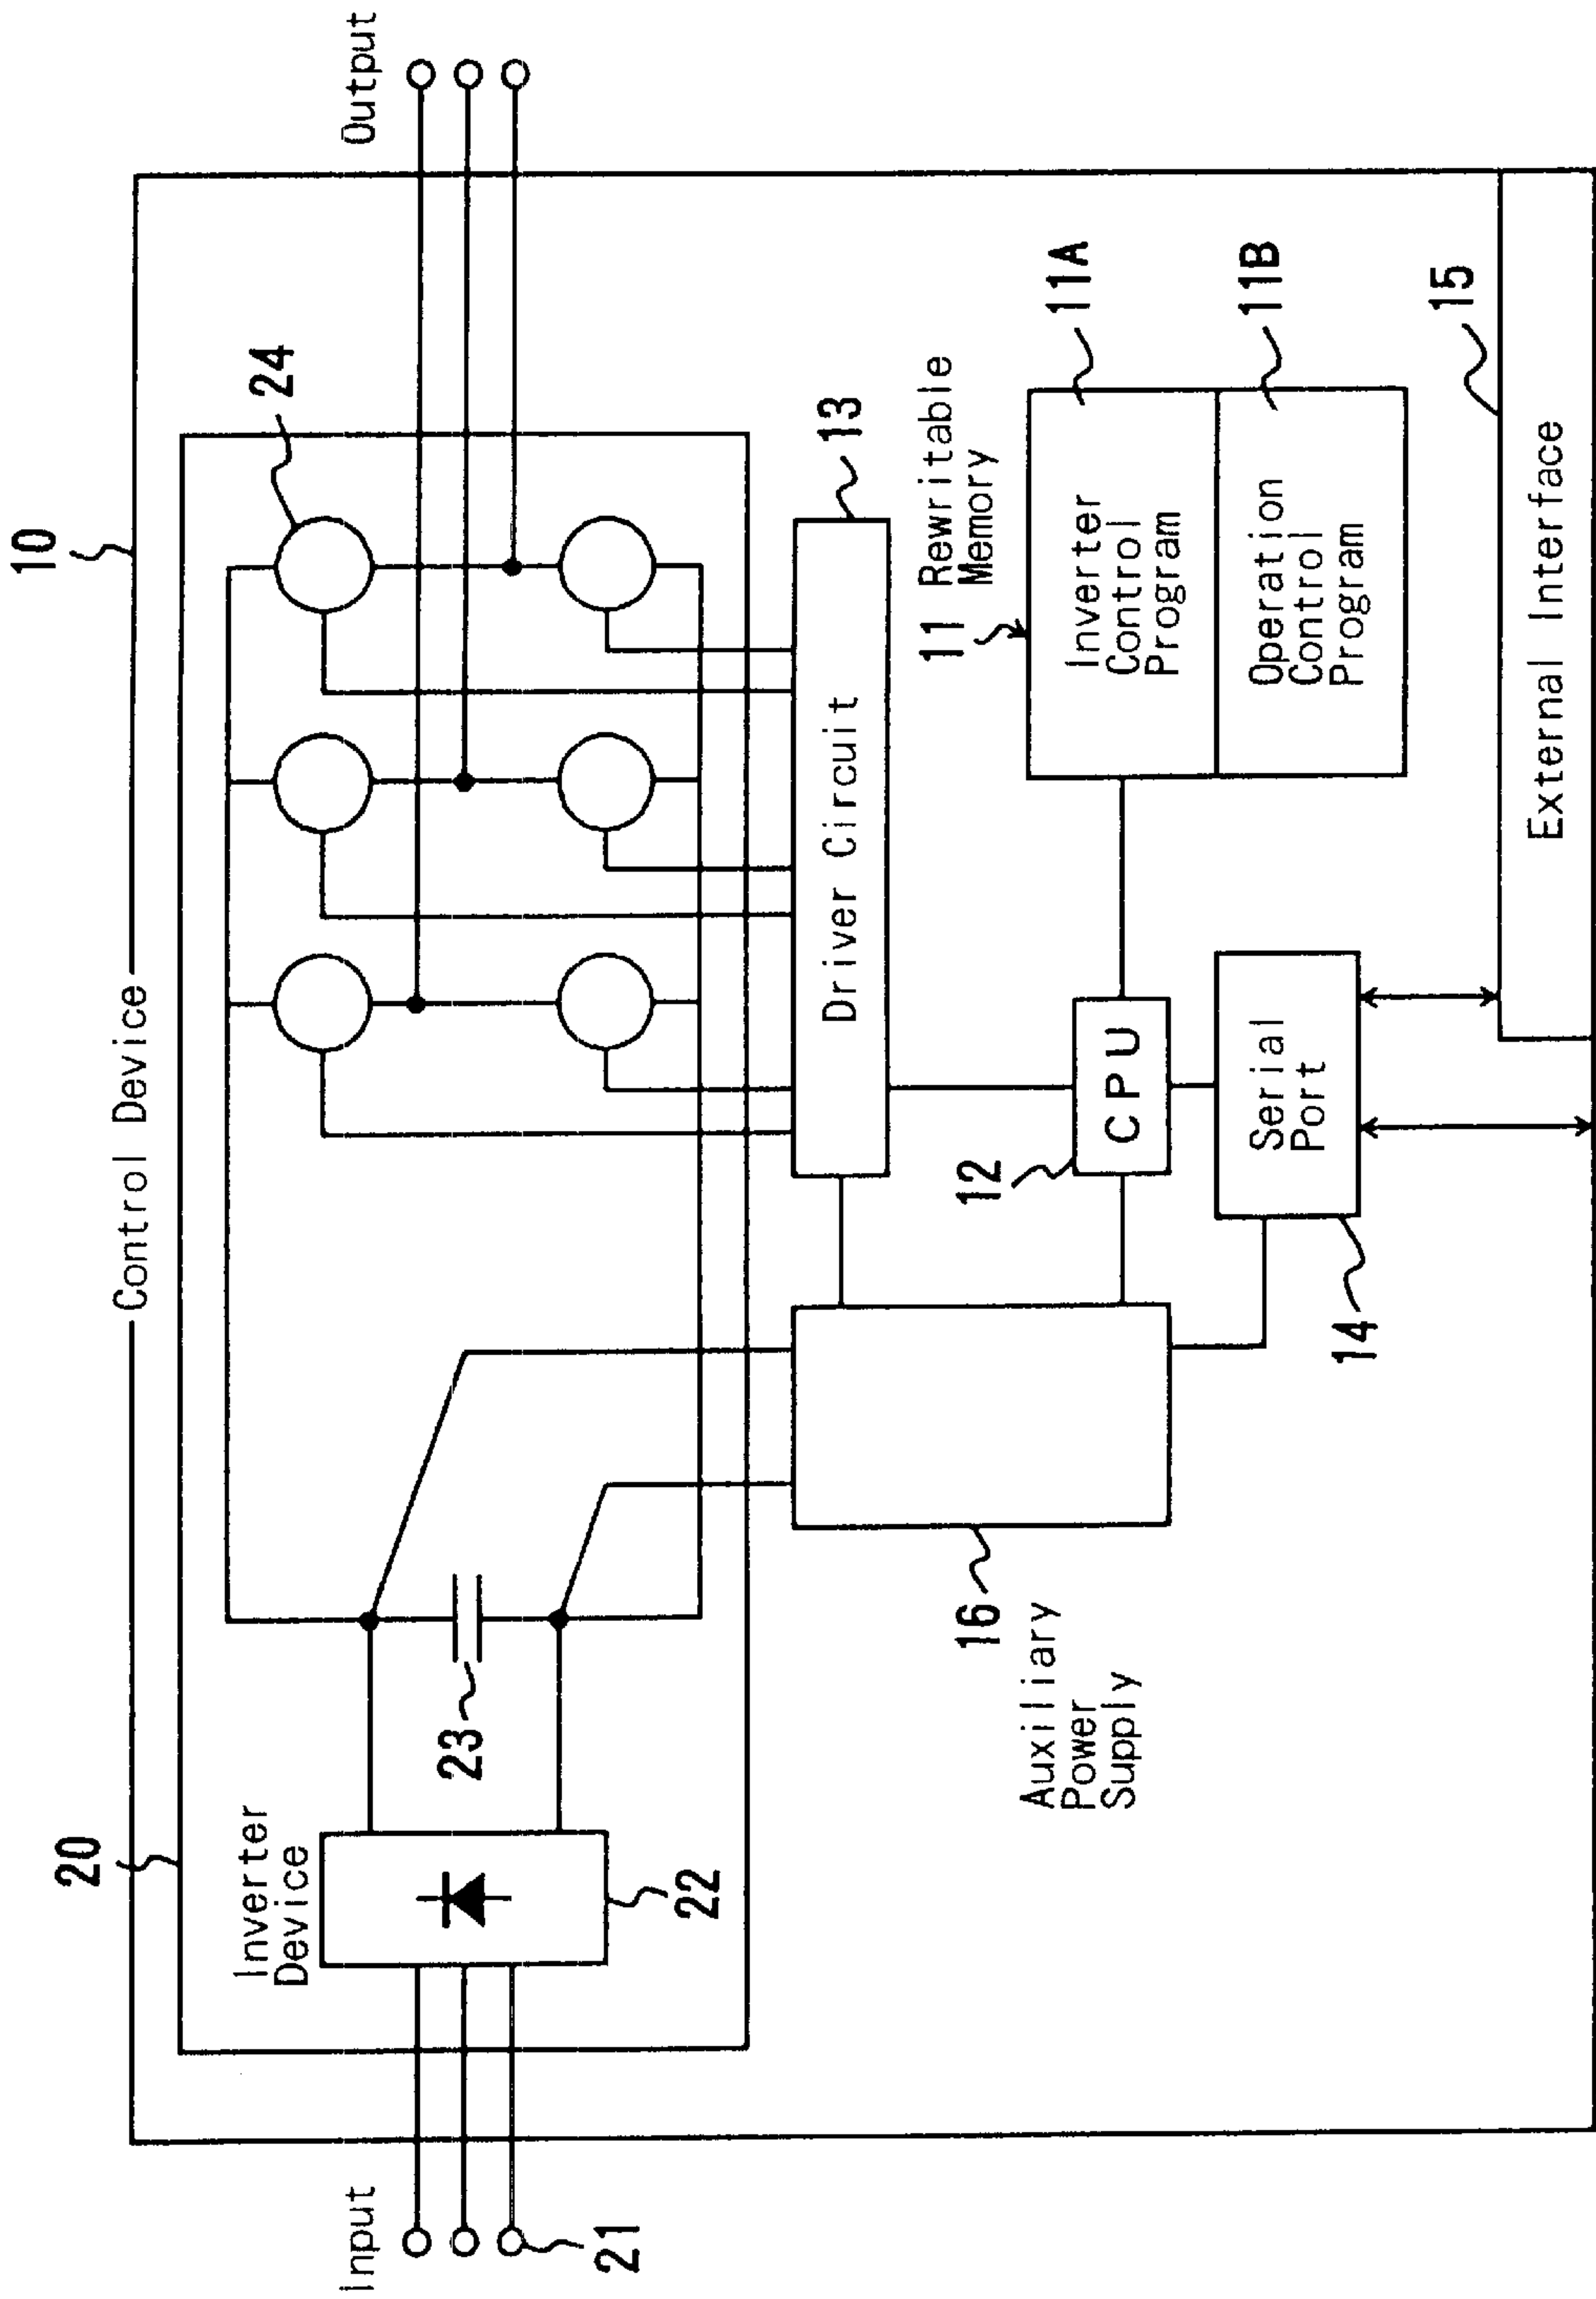 10
Control Device
20
Inverter
Device
24
Input
Output
21
22
23
Driver Circuit
13
16
Auxiliary
Power
Supply
12
CPU
11
Rewritable
Memory
Inverter
Control
Program
11A
Operation
Control
Program
11B
Serial
Port
14
15
External Interface